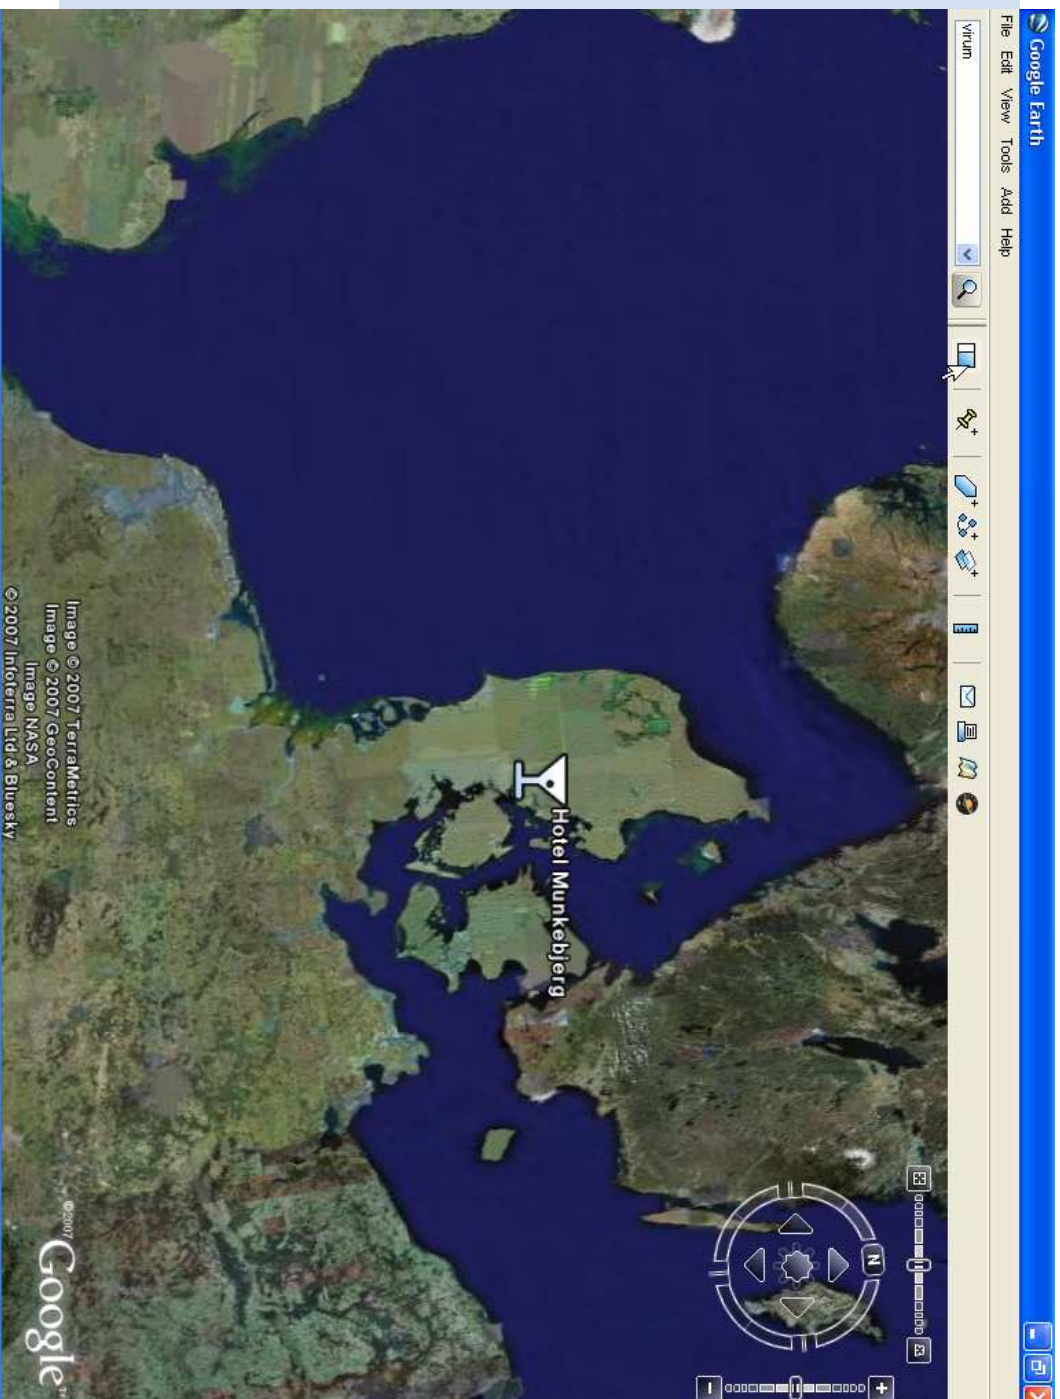 Google Earth
File Edit View Tools Add Help
virum
N
Hotel Munkebjerg
Image © 2007 TerraMetrics
Image © 2007 GeoContent
Image NASA
© 2007 Infoterra Ltd & Bluesky
©2007 Google™